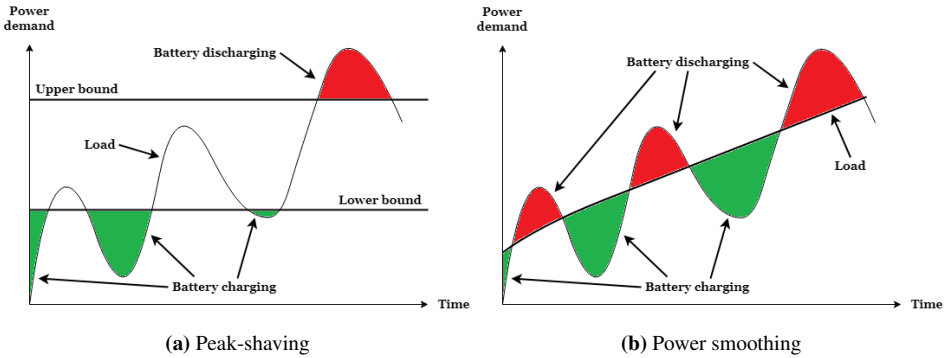 Power
demand
Battery discharging
Upper bound
Load
Lower bound
Battery charging
Time
(a) Peak-shaving
Power
demand
Battery discharging
Load
Battery charging
Time
(b) Power smoothing